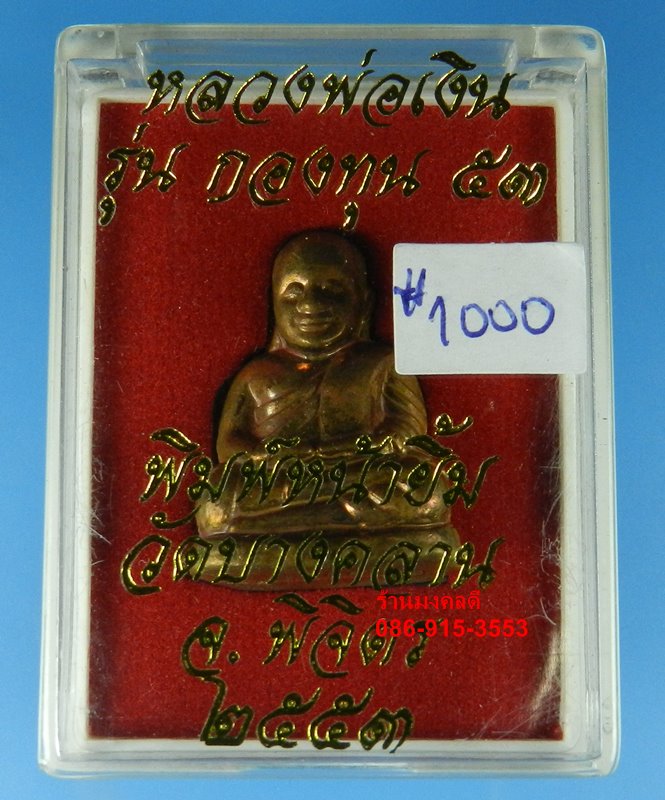 หลวงพ่อเงิน
รุ่น กองทุน ๕๓
#1000
พิมพ์หน้ายิ้ม
วัดบางคลาน
ร้านมงคลดี
086-915-3553
จ. พิจิตร
๒๕๕๓